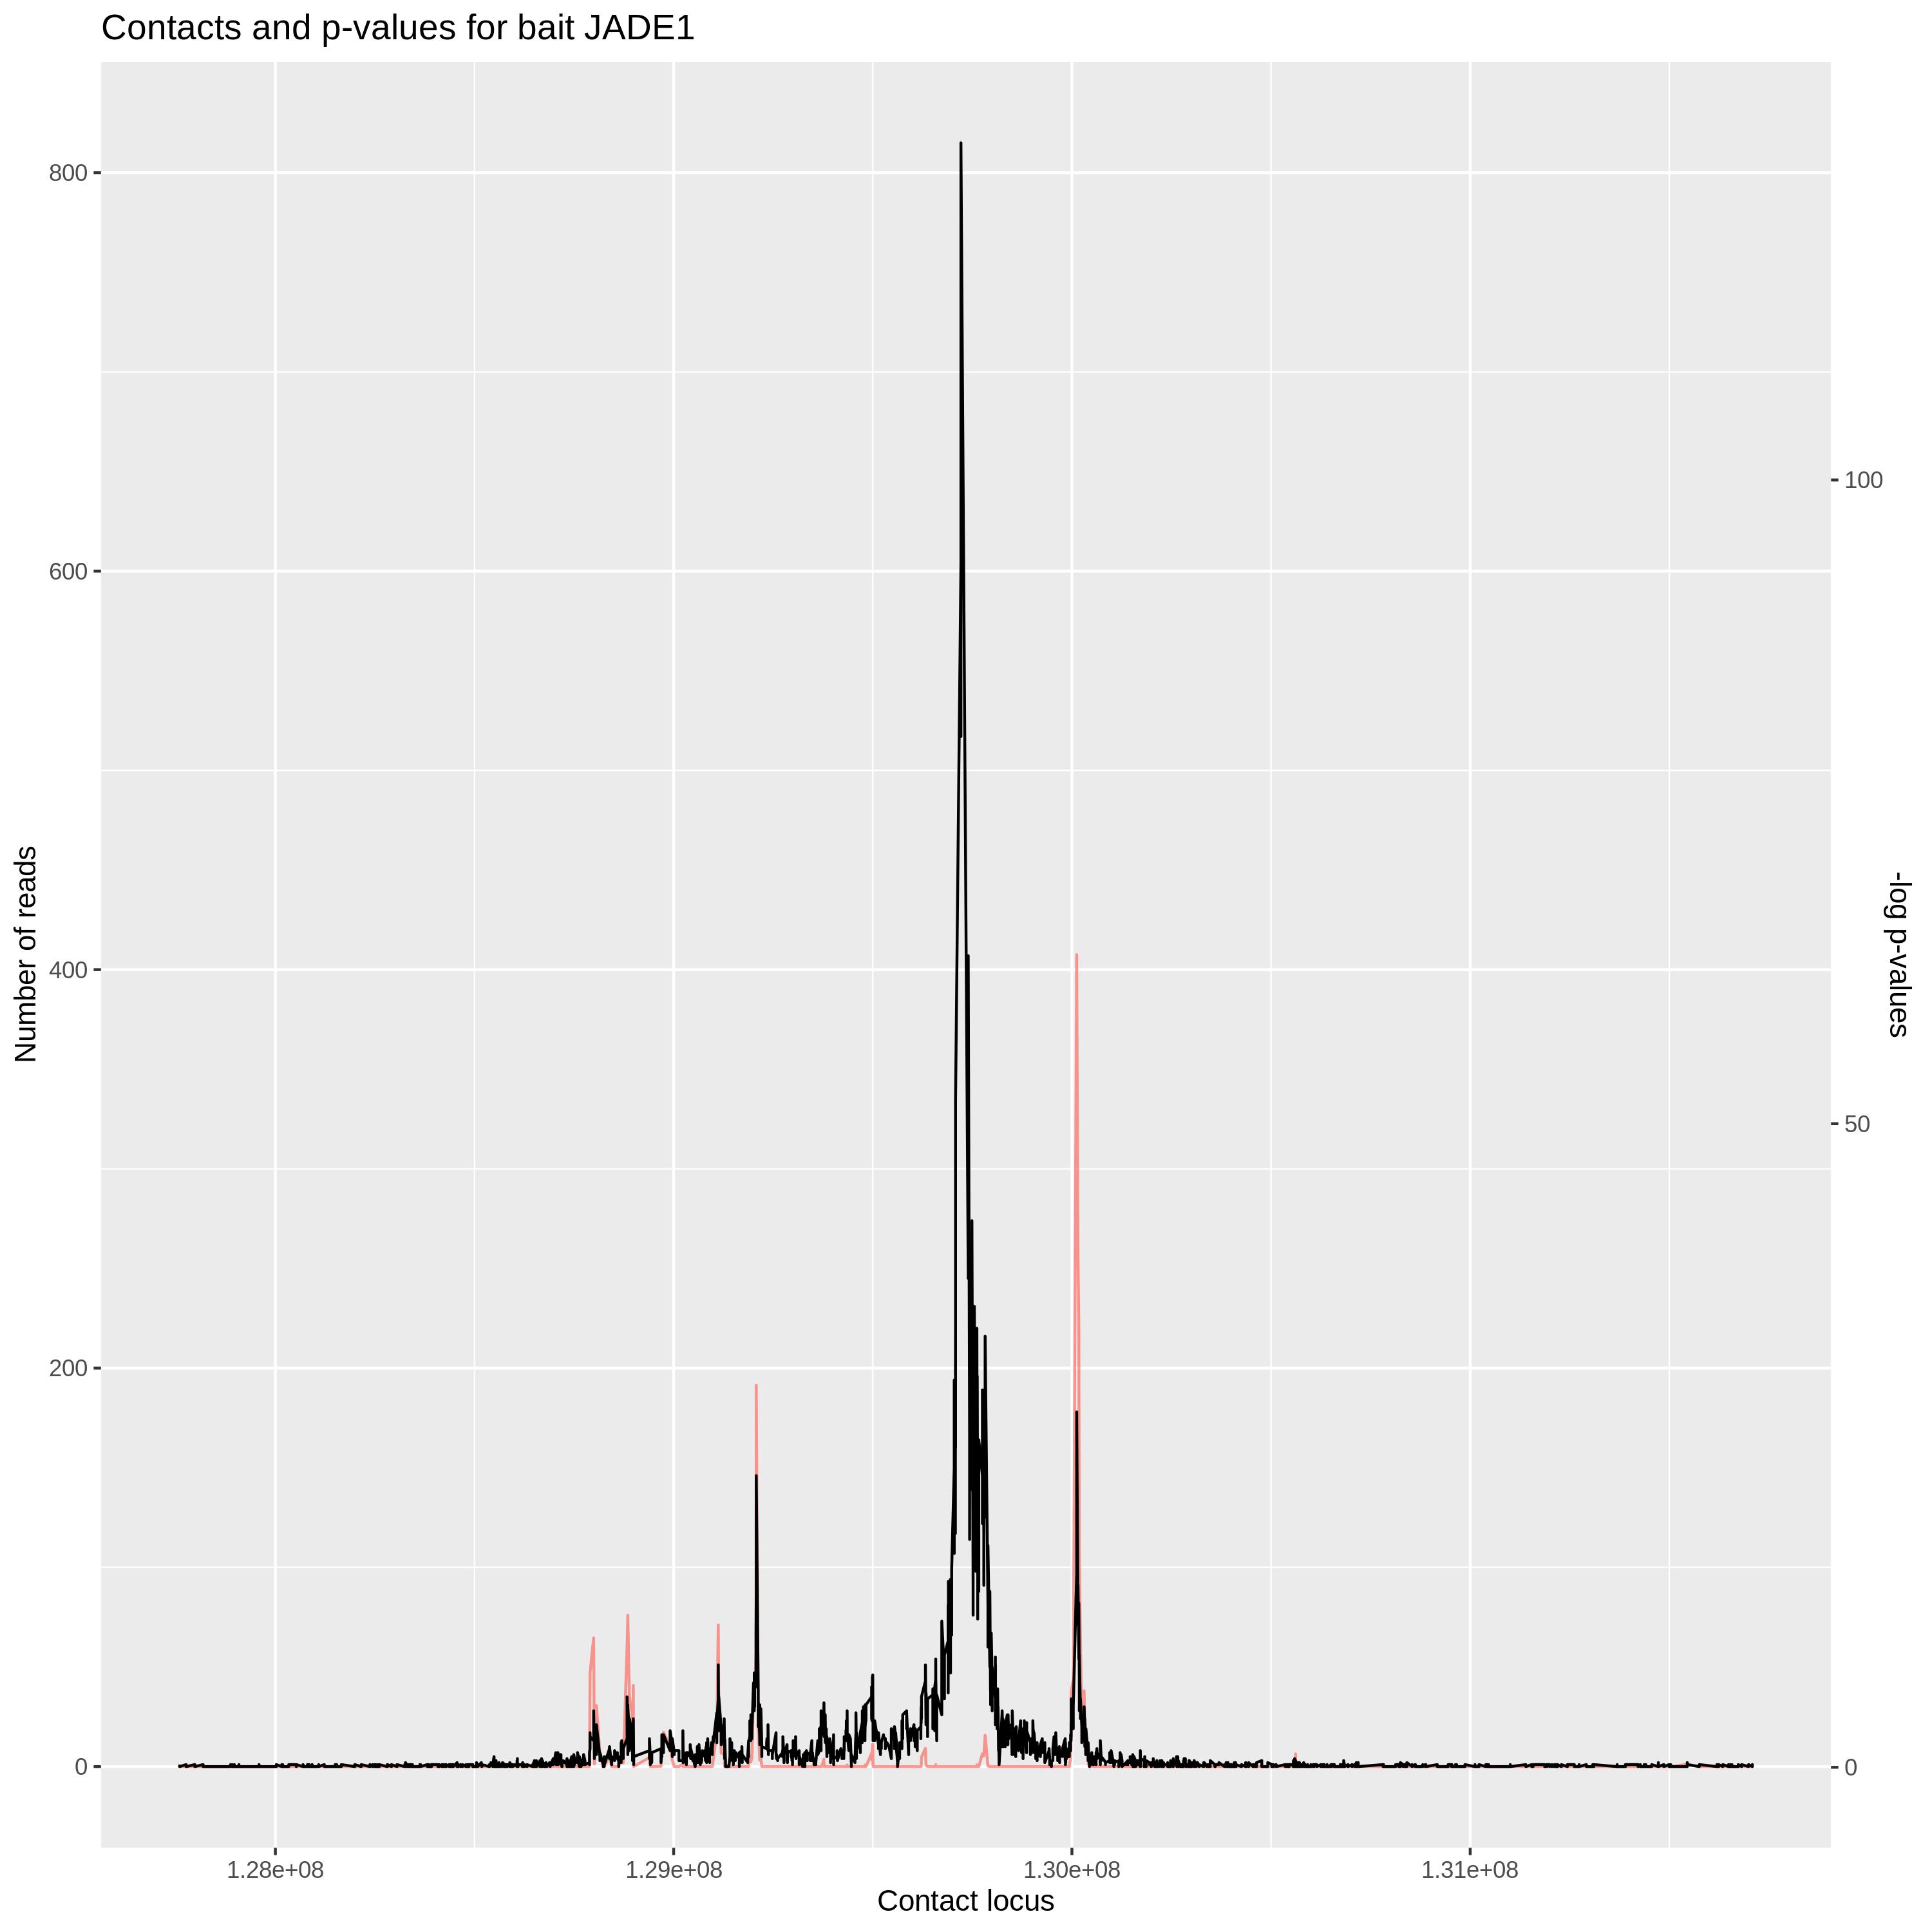 Contacts and p-values for bait JADE1
800
600
400
200
0
Number of reads
100
50
0
-log p-values
1.28e+08
1.29e+08
1.30e+08
1.31e+08
Contact locus